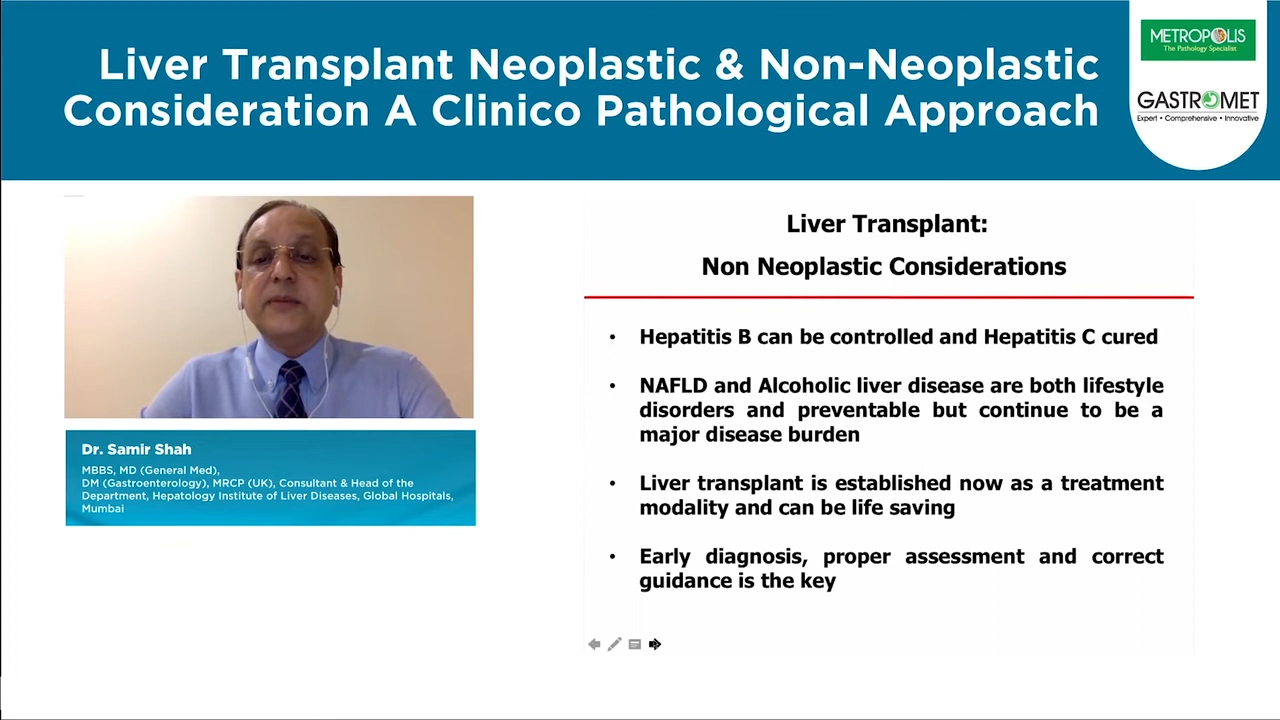 Liver Transplant Neoplastic & Non-Neoplastic
Consideration A Clinico Pathological Approach
METROPOLIS
The Pathology Specialist
GASTROMET
Expert • Comprehensive • Innovative
Dr. Samir Shah
MBBS, MD (General Med),
DM (Gastroenterology), MRCP (UK), Consultant & Head of the
Department, Hepatology Institute of Liver Diseases, Global Hospitals,
Mumbai
Liver Transplant:
Non Neoplastic Considerations
• Hepatitis B can be controlled and Hepatitis C cured
• NAFLD and Alcoholic liver disease are both lifestyle
disorders and preventable but continue to be a
major disease burden
• Liver transplant is established now as a treatment
modality and can be life saving
• Early diagnosis, proper assessment and correct
guidance is the key